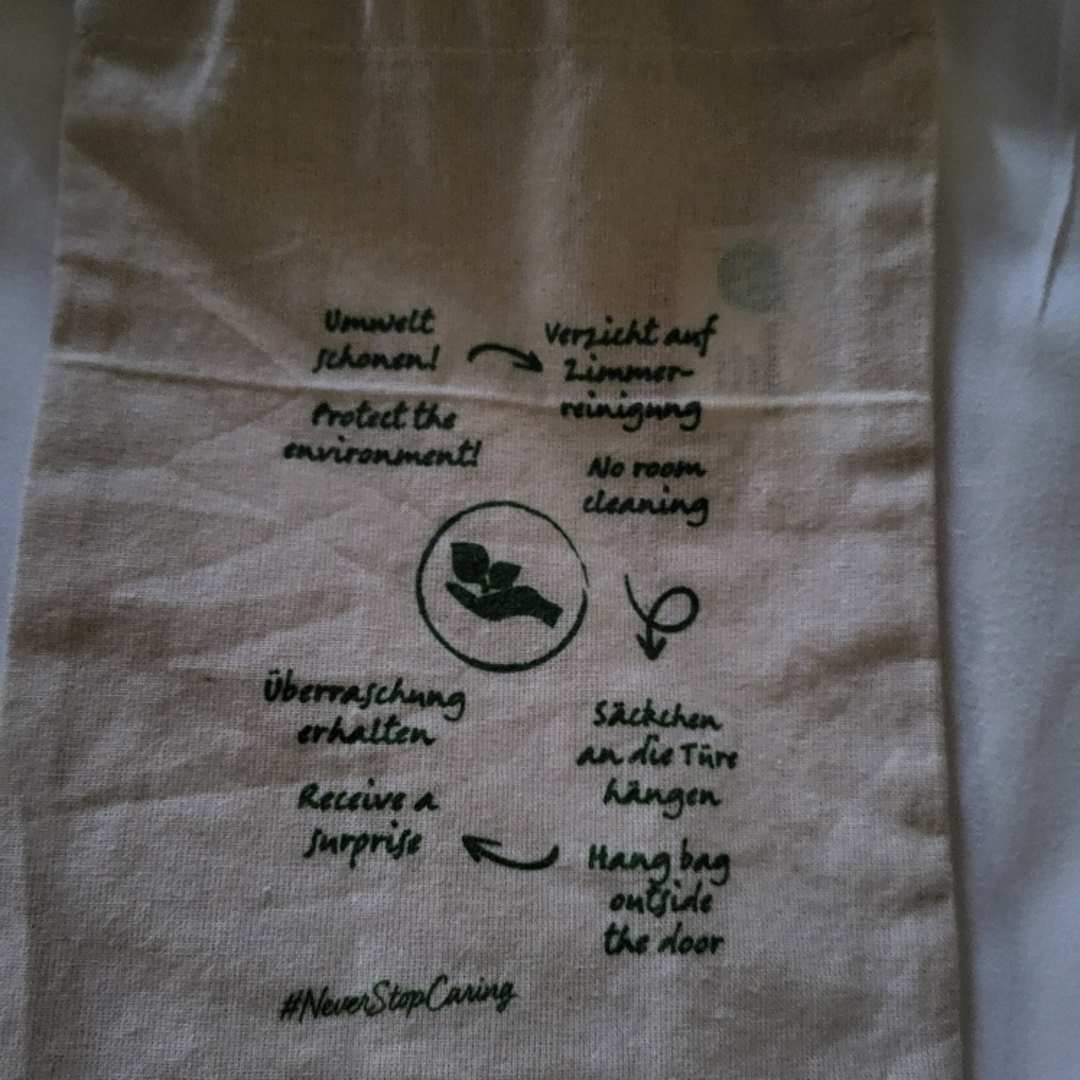 Umwelt
schonen!
Protect the
environment!
Verzicht auf
Zimmer-
reinigung
No room
cleaning
Säckchen
an die Türe
hängen
Hang bag
outside
the door
Überraschung
erhalten
Receive a
surprise
#NeverStopCaring